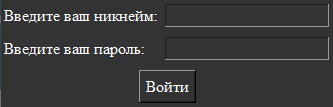 Введите ваш никнейм:
Введите ваш пароль:
Войти